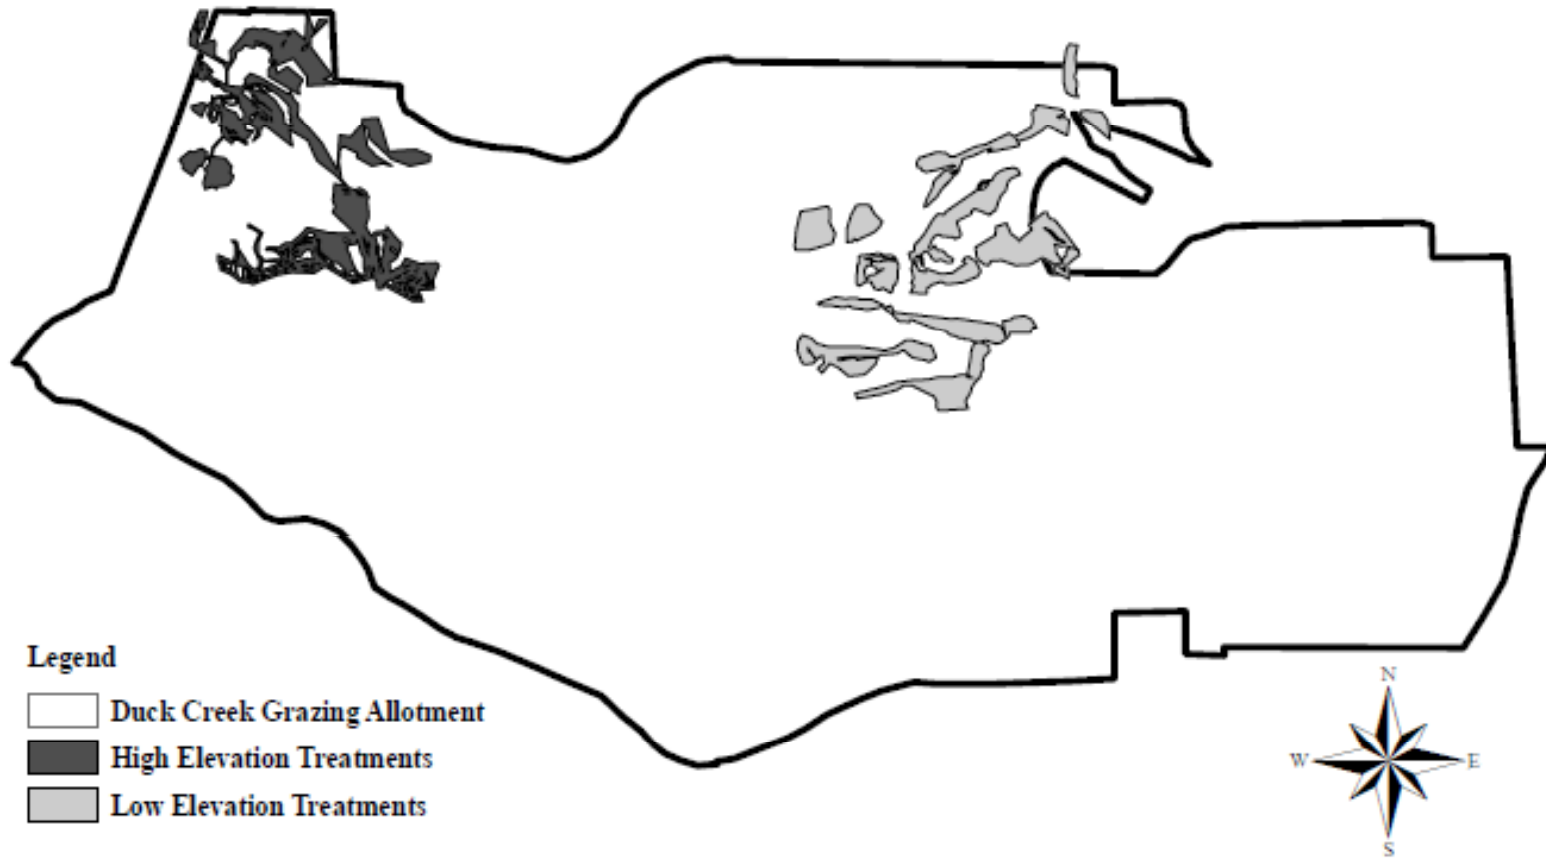 Legend
Duck Creek Grazing Allotment
High Elevation Treatments
Low Elevation Treatments
N
W E
S